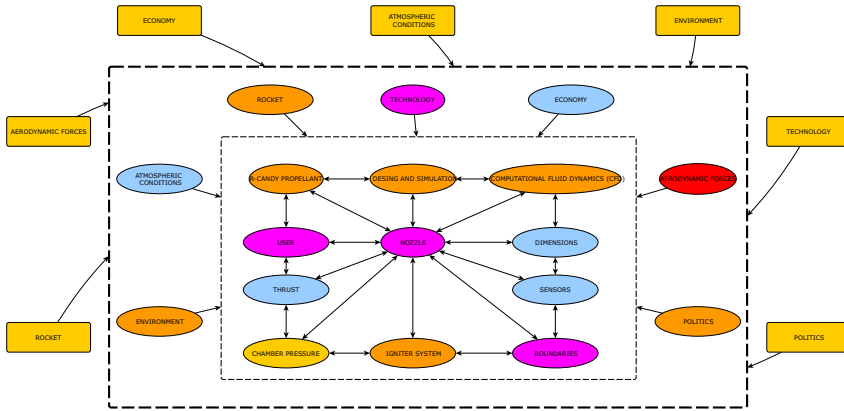 ECONOMY
ATMOSPHERIC
CONDITIONS
ENVIRONMENT
ROCKET
TECHNOLOGY
ECONOMY
AERODYNAMIC FORCES
TECHNOLOGY
ATMOSPHERIC
CONDITIONS
R-CANDY PROPELLANT
DESING AND SIMULATION
COMPUTATIONAL FLUID DYNAMICS (CFD)
AERODYNAMIC FORCES
USER
NOZZLE
DIMENSIONS
THRUST
SENSORS
ENVIRONMENT
POLITICS
ROCKET
CHAMBER PRESSURE
IGNITER SYSTEM
BOUNDARIES
POLITICS